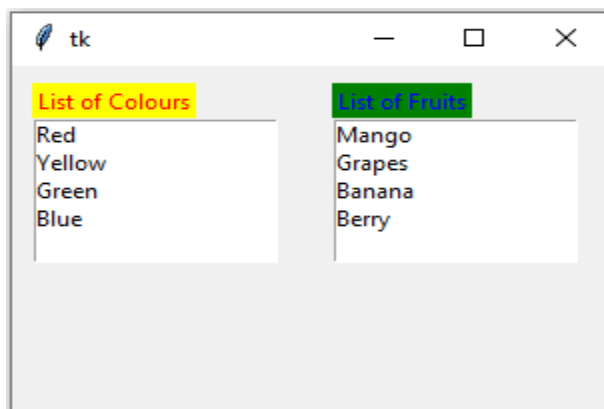 tk
List of Colours
Red
Yellow
Green
Blue
List of Fruits
Mango
Grapes
Banana
Berry